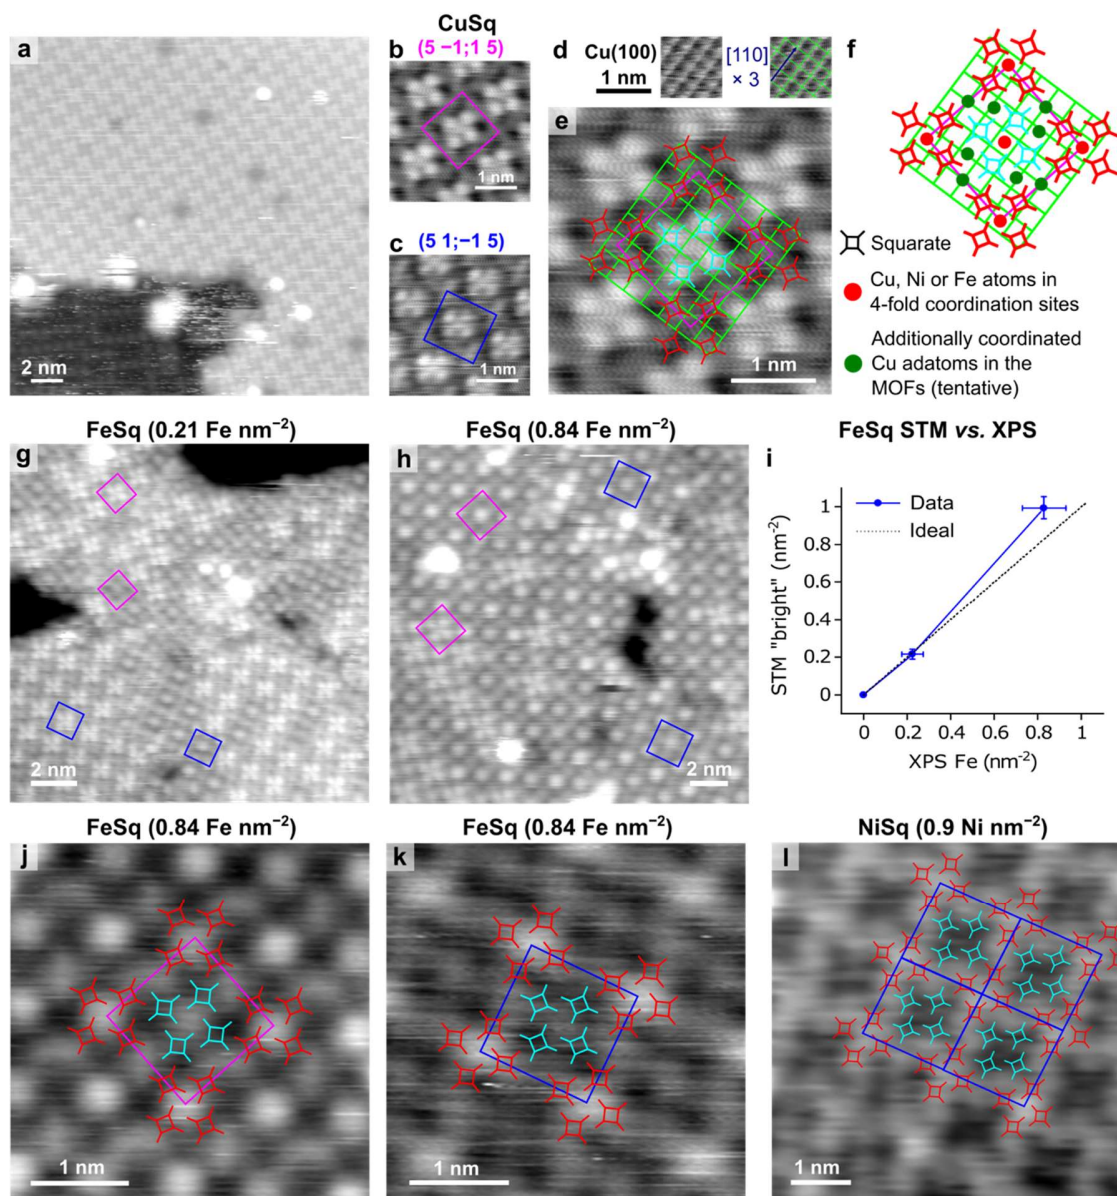 CuSq
a
2 nm
b
(5 −1;1 5)
1 nm
c
(5 1;−1 5)
1 nm
d
Cu(100)
1 nm
[110]
× 3
e
1 nm
f
Squarate
Cu, Ni or Fe atoms in
4-fold coordination sites
Additionally coordinated
Cu adatoms in the
MOFs (tentative)
FeSq (0.21 Fe nm⁻²)
g
2 nm
FeSq (0.84 Fe nm⁻²)
h
2 nm
FeSq STM vs. XPS
i
Data
Ideal
STM "bright" (nm⁻²)
1
0.8
0.6
0.4
0.2
0
0 0.2 0.4 0.6 0.8 1
XPS Fe (nm⁻²)
FeSq (0.84 Fe nm⁻²)
j
1 nm
FeSq (0.84 Fe nm⁻²)
k
1 nm
NiSq (0.9 Ni nm⁻²)
l
1 nm